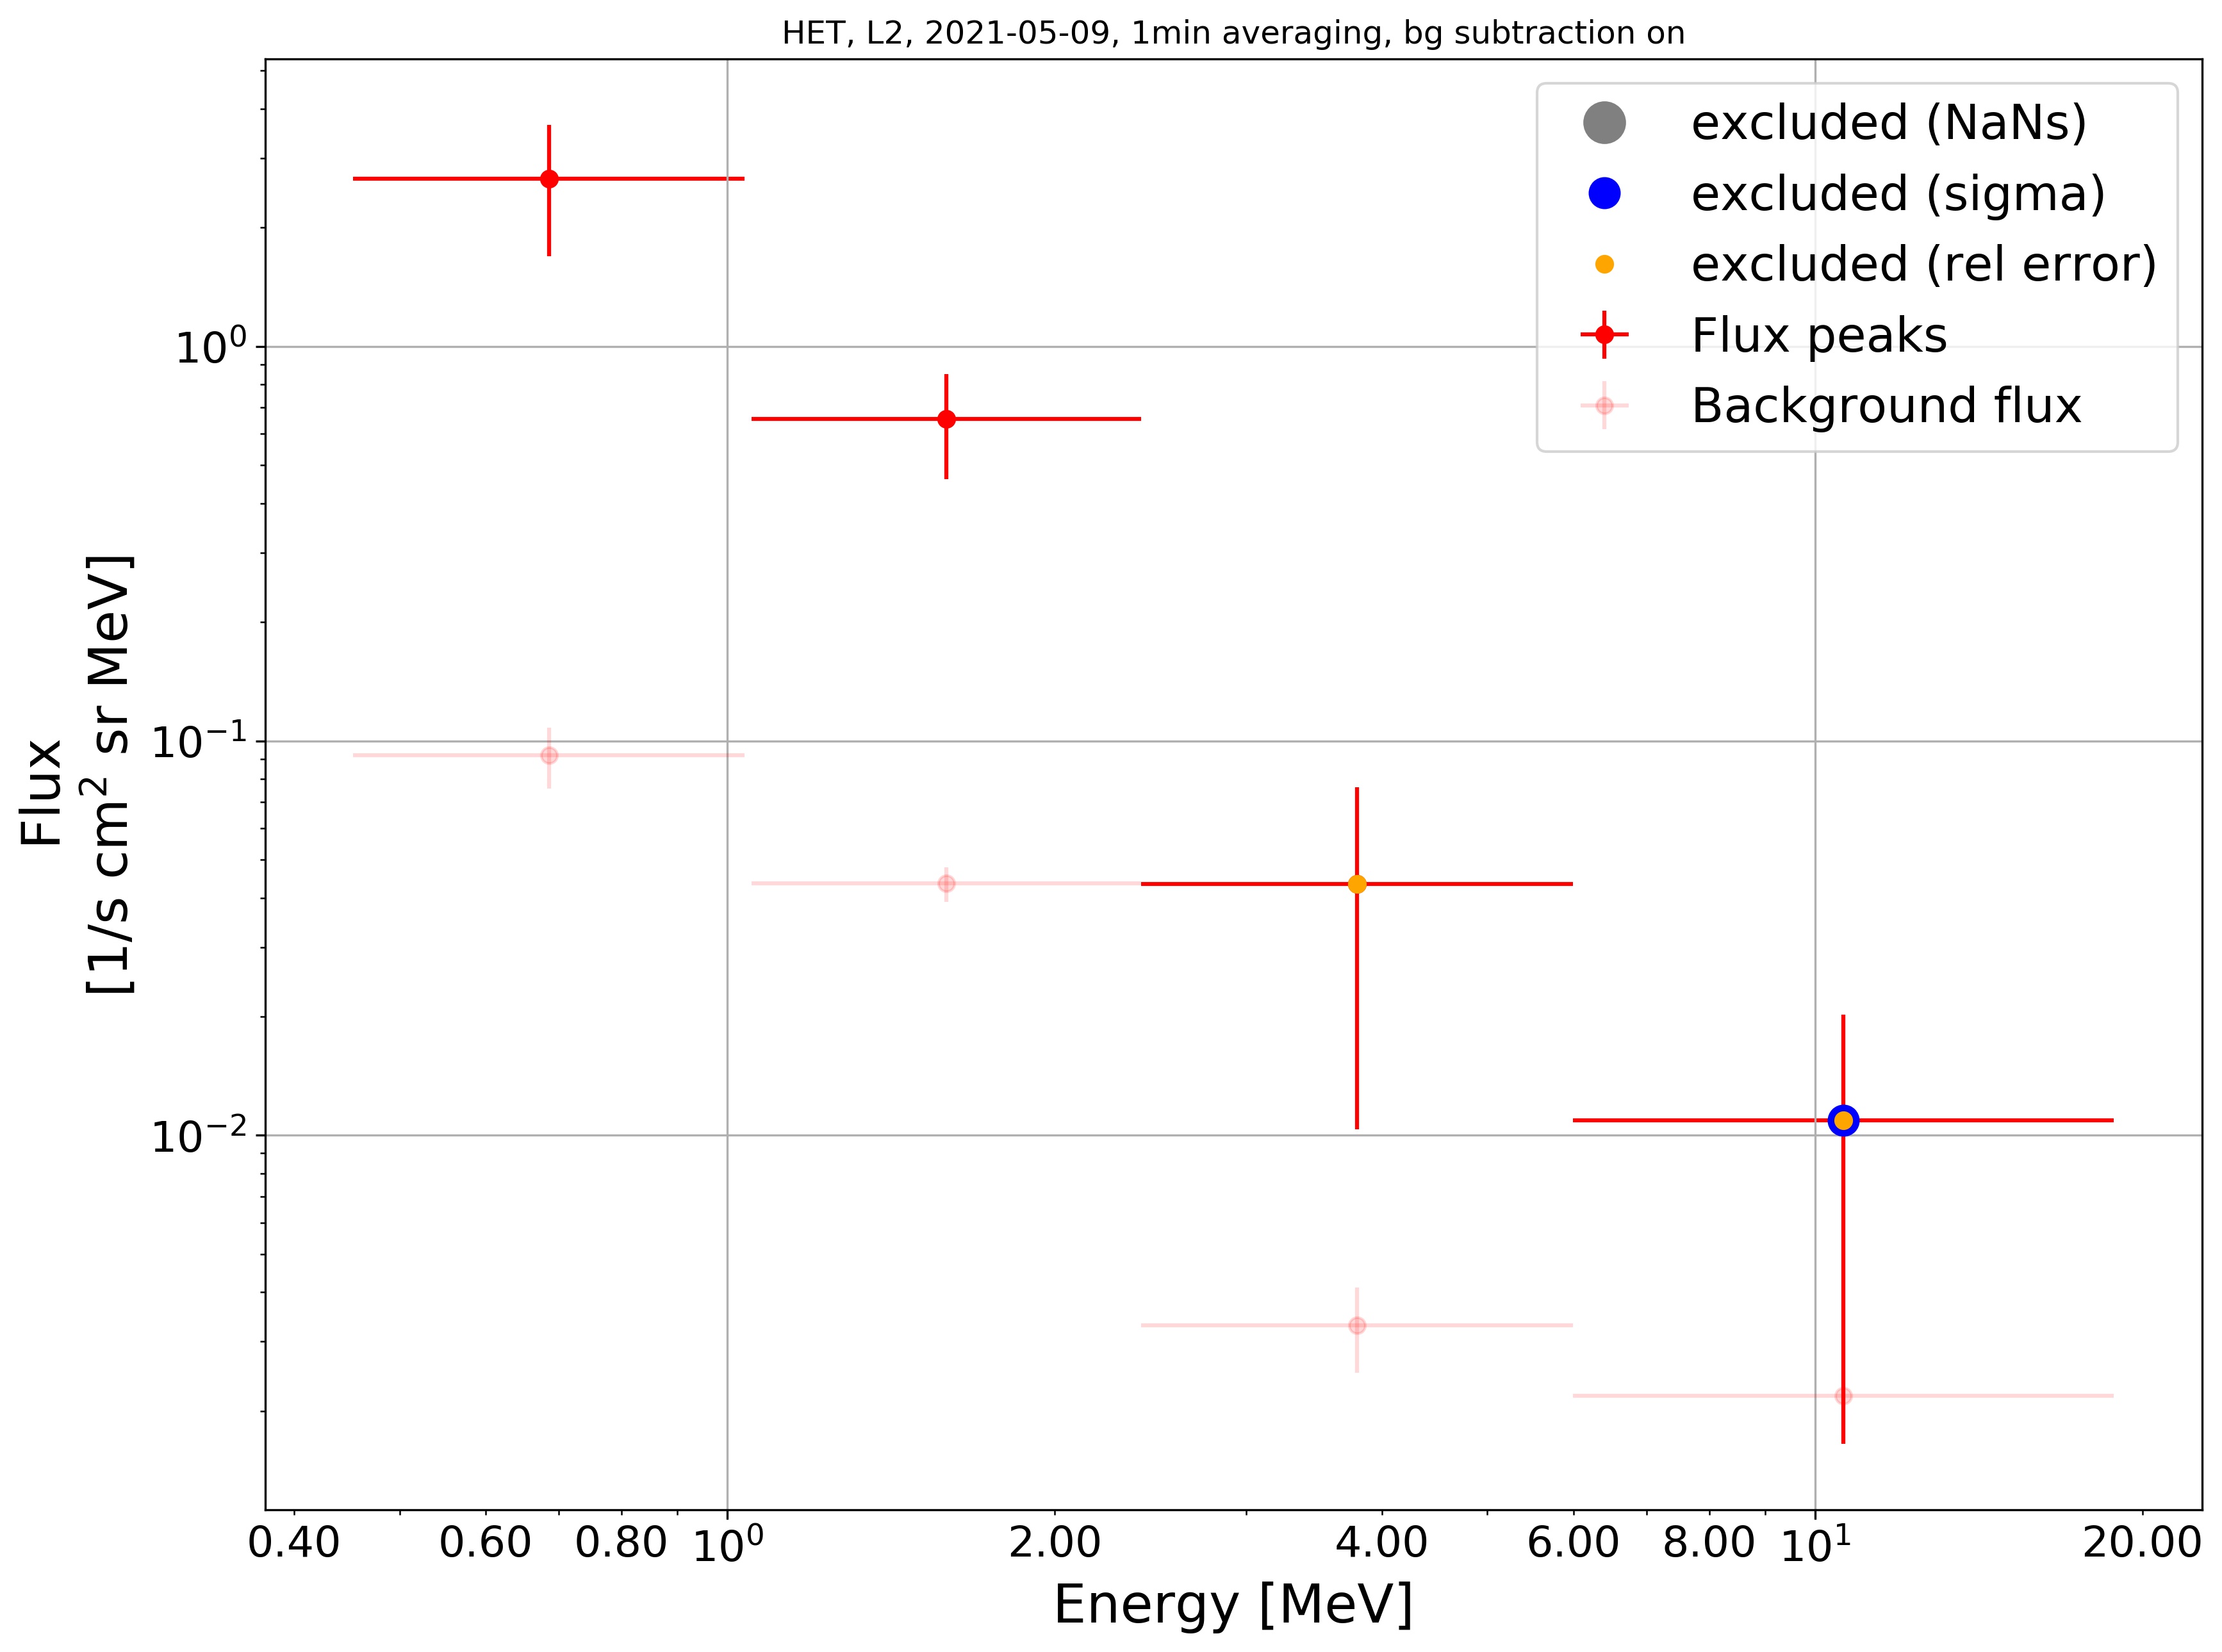 HET, L2, 2021-05-09, 1min averaging, bg subtraction on
excluded (NaNs)
excluded (sigma)
excluded (rel error)
Flux peaks
Background flux
Flux
[1/s cm² sr MeV]
10⁰
10⁻¹
10⁻²
0.40 0.60 0.80 10⁰ 2.00 4.00 6.00 8.00 10¹ 20.00
Energy [MeV]